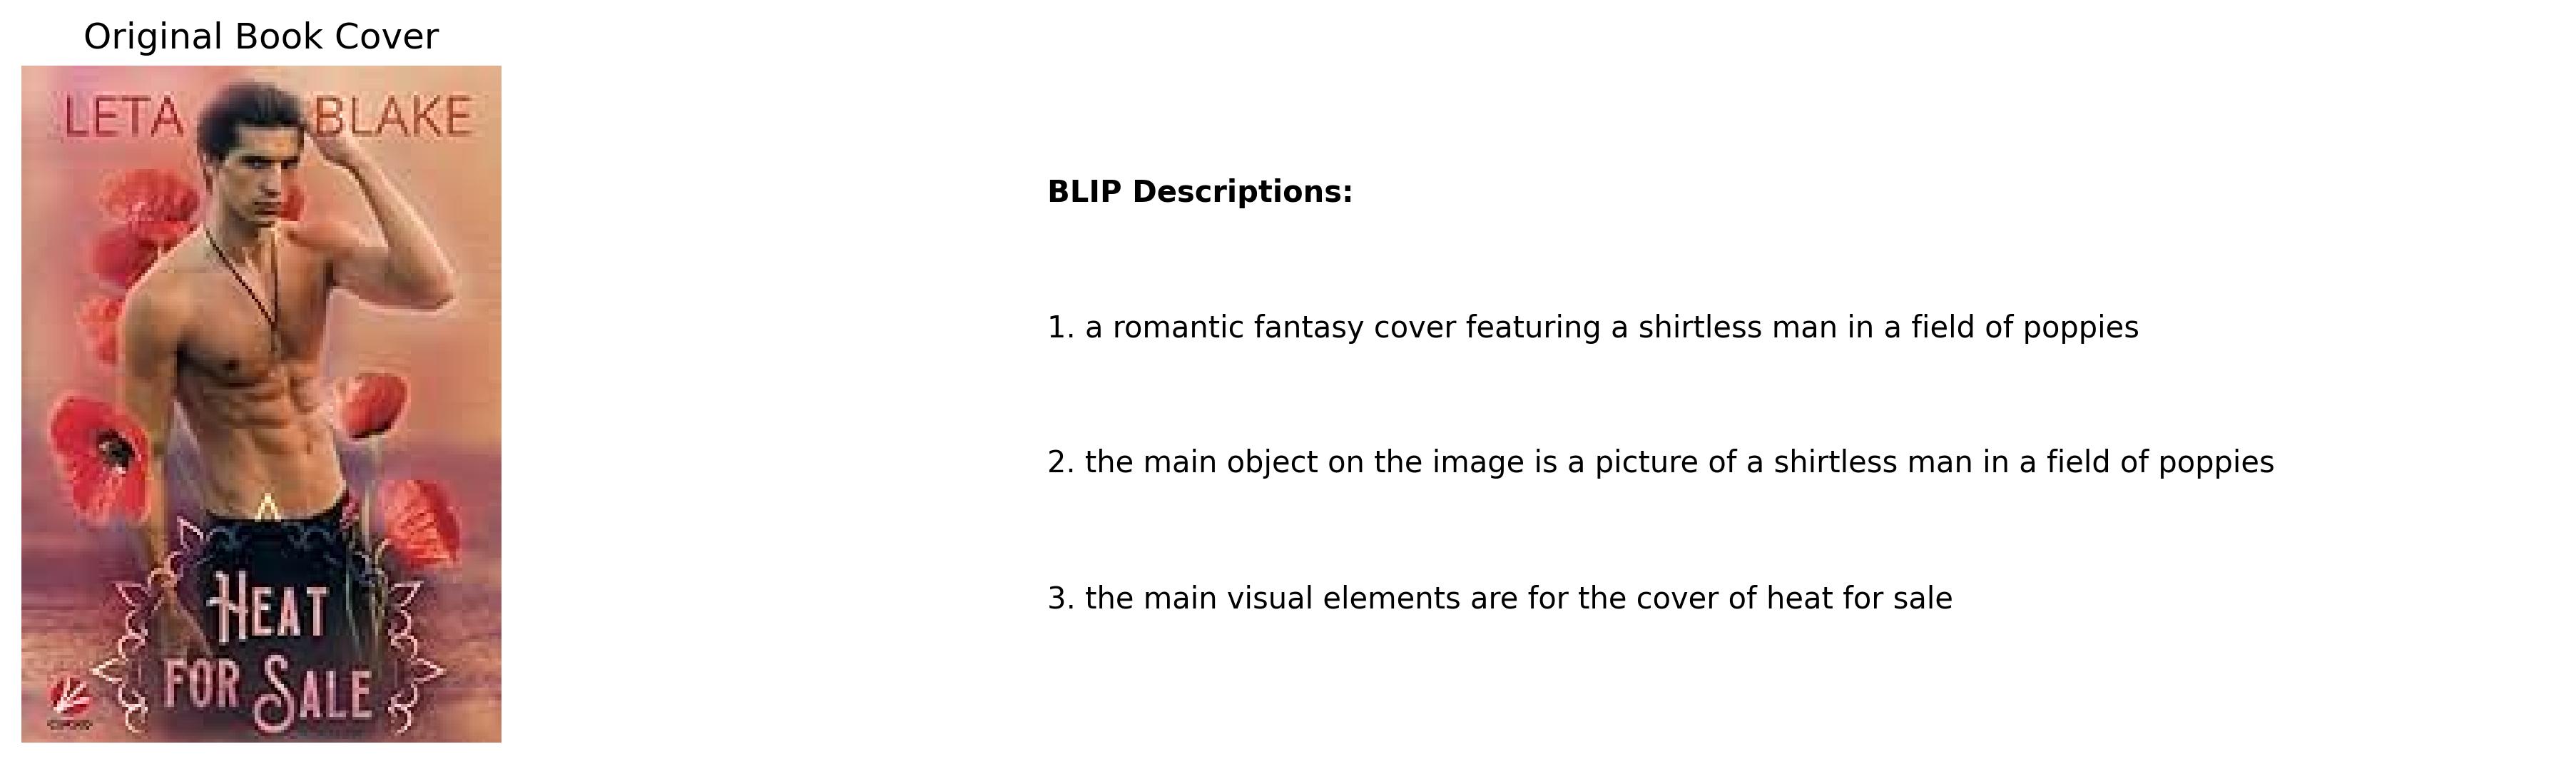 Original Book Cover
LETA BLAKE
HEAT
FOR SALE
BLIP Descriptions:
1. a romantic fantasy cover featuring a shirtless man in a field of poppies
2. the main object on the image is a picture of a shirtless man in a field of poppies
3. the main visual elements are for the cover of heat for sale